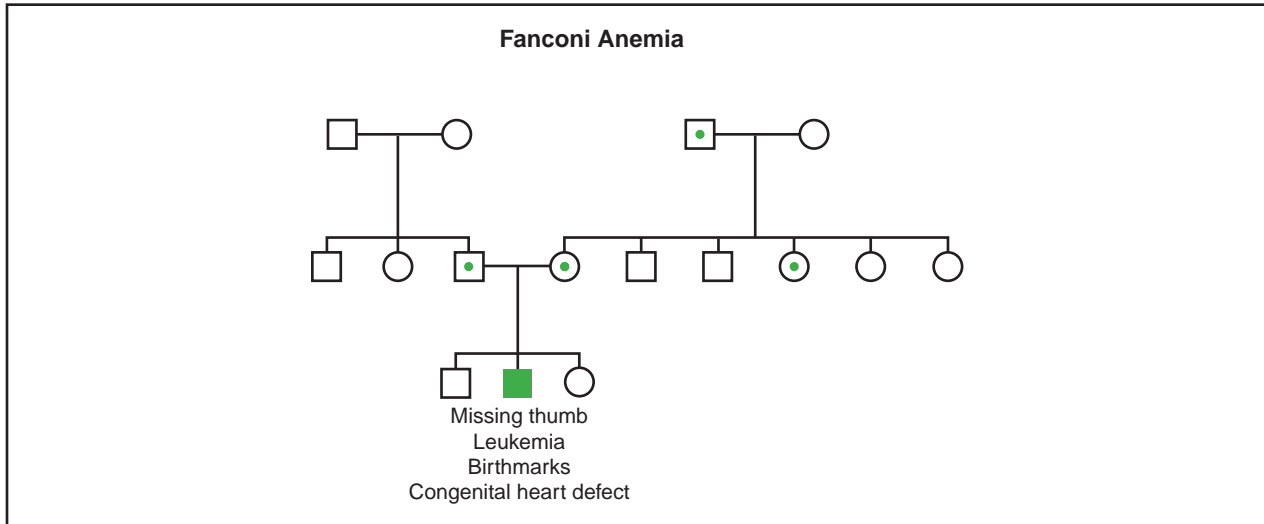 Fanconi Anemia
Missing thumb
Leukemia
Birthmarks
Congenital heart defect